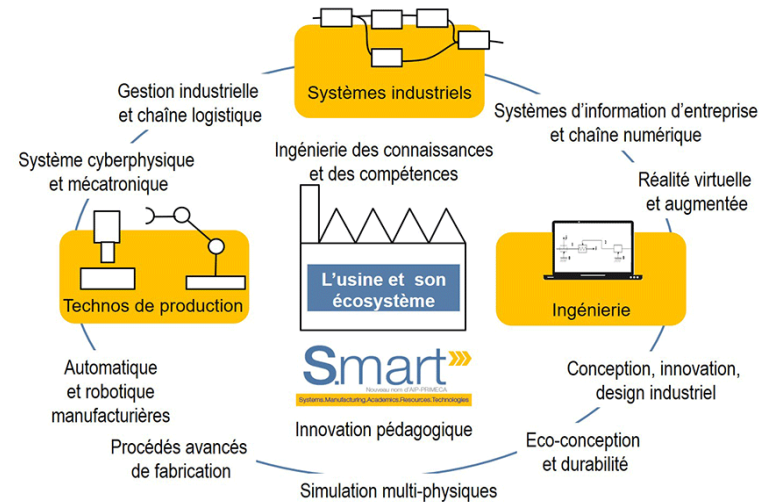 Systèmes industriels
Gestion industrielle
et chaîne logistique
Systèmes d'information d'entreprise
et chaîne numérique
Ingénierie des connaissances
et des compétences
Système cyberphysique
et mécatronique
Réalité virtuelle
et augmentée
Technos de production
L'usine et son
écosystème
Ingénierie
S.mart
Nouveau nom d'AIP-PRIMECA
Systems.Manufacturing.Academics.Resources.Technologies
Automatique
et robotique
manufacturières
Conception, innovation,
design industriel
Innovation pédagogique
Procédés avancés
de fabrication
Eco-conception
et durabilité
Simulation multi-physiques